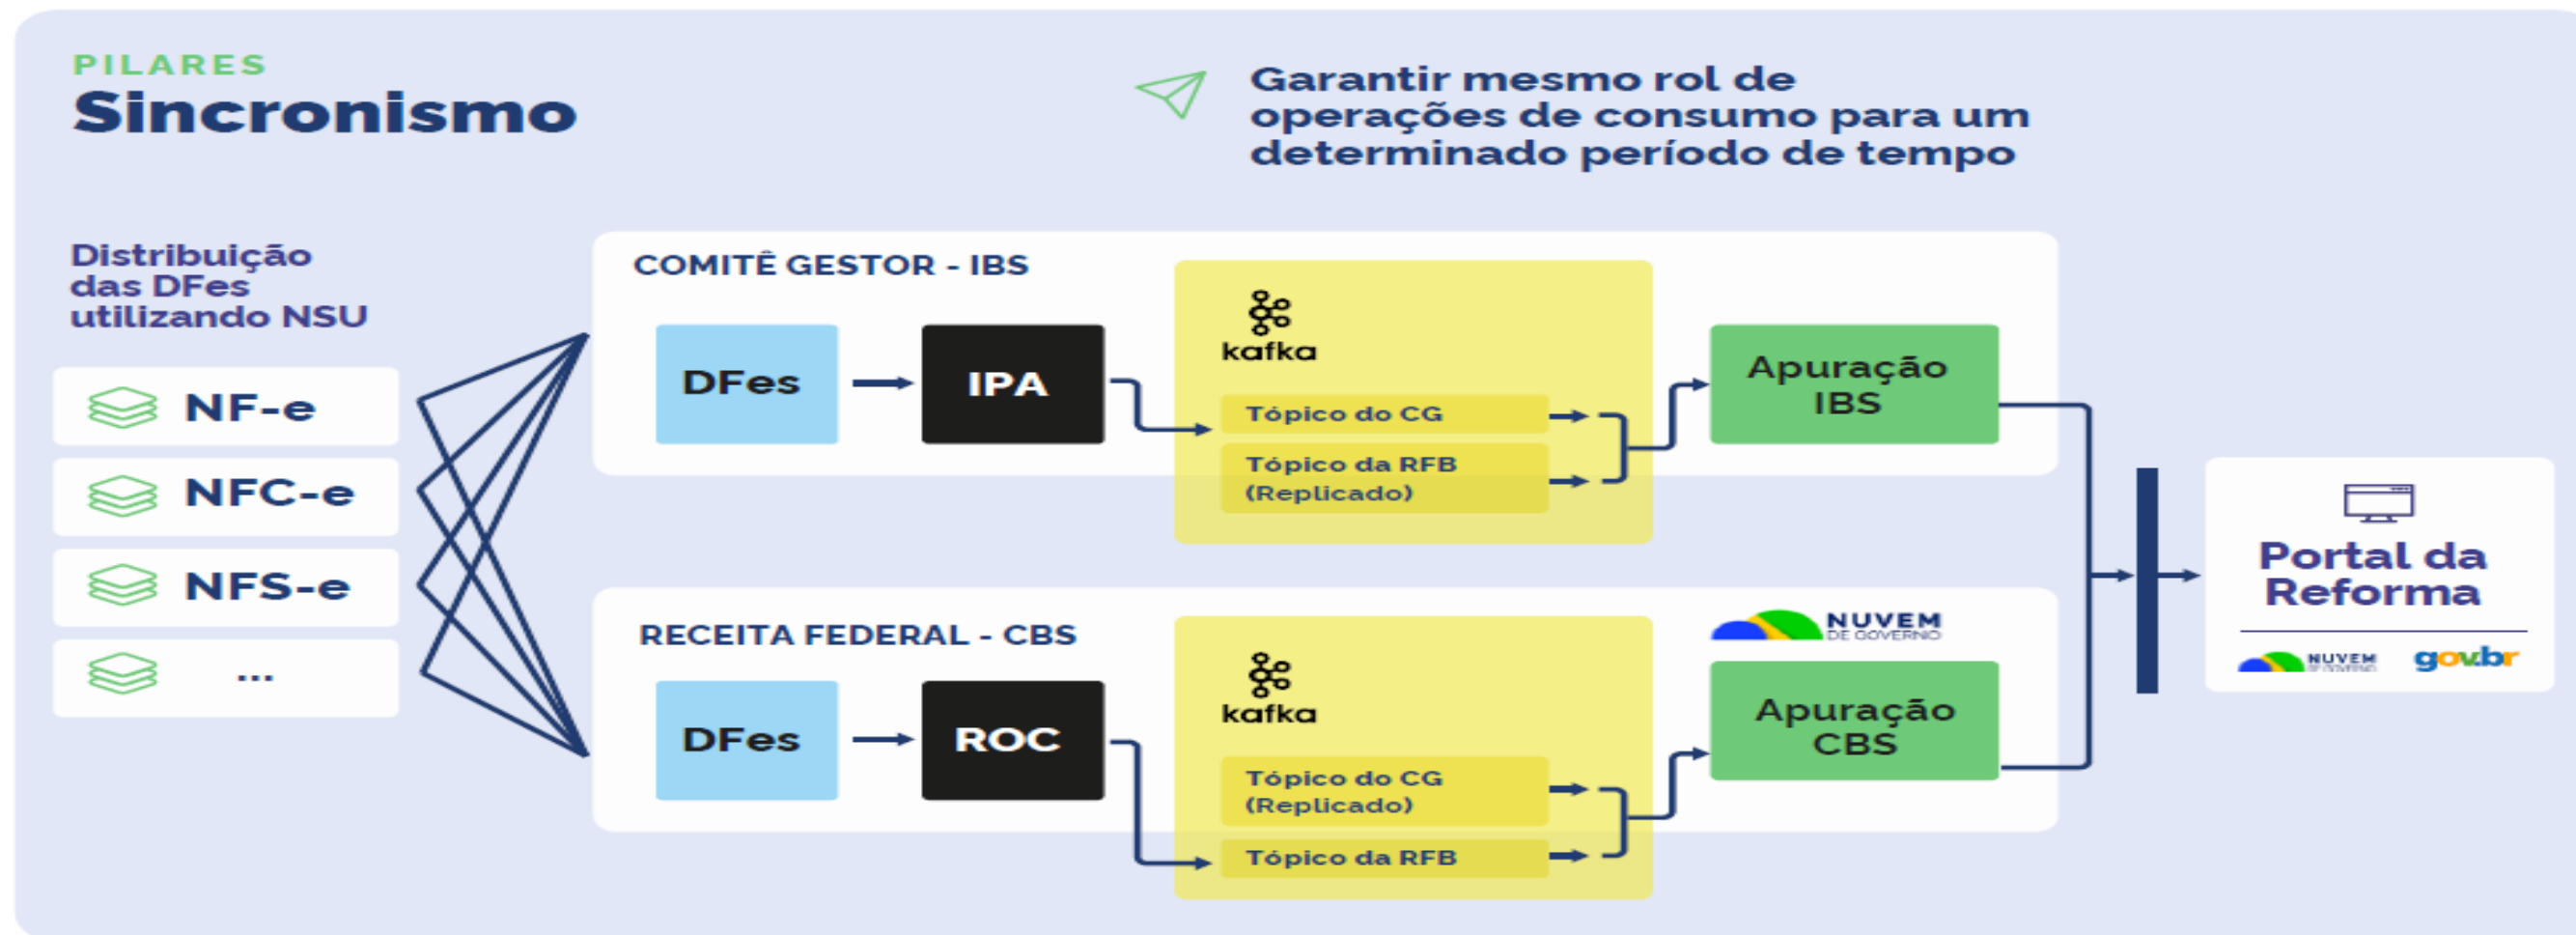 PILARES
Sincronismo
Garantir mesmo rol de
operações de consumo para um
determinado período de tempo
Distribuição
das DFes
utilizando NSU
NF-e
NFC-e
NFS-e
...
COMITÊ GESTOR - IBS
DFes
IPA
kafka
Tópico do CG
Tópico da RFB
(Replicado)
Apuração
IBS
RECEITA FEDERAL - CBS
DFes
ROC
kafka
Tópico do CG
(Replicado)
Tópico da RFB
NUVEM
DE GOVERNO
Apuração
CBS
Portal da
Reforma
NUVEM
DE GOVERNO
gov.br